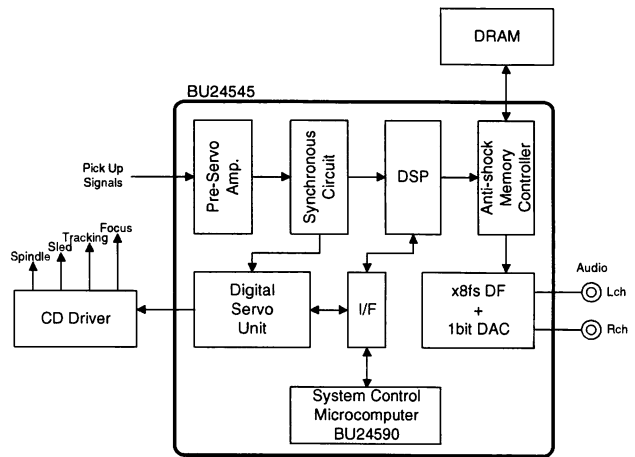 DRAM
BU24545
Pick Up
Signals
Pre-Servo
Amp.
Synchronous
Circuit
DSP
Anti-shock
Memory
Controller
Spindle
Sled
Tracking
Focus
CD Driver
Digital
Servo
Unit
I/F
x8fs DF
+
1bit DAC
Audio
Lch
Rch
System Control
Microcomputer
BU24590